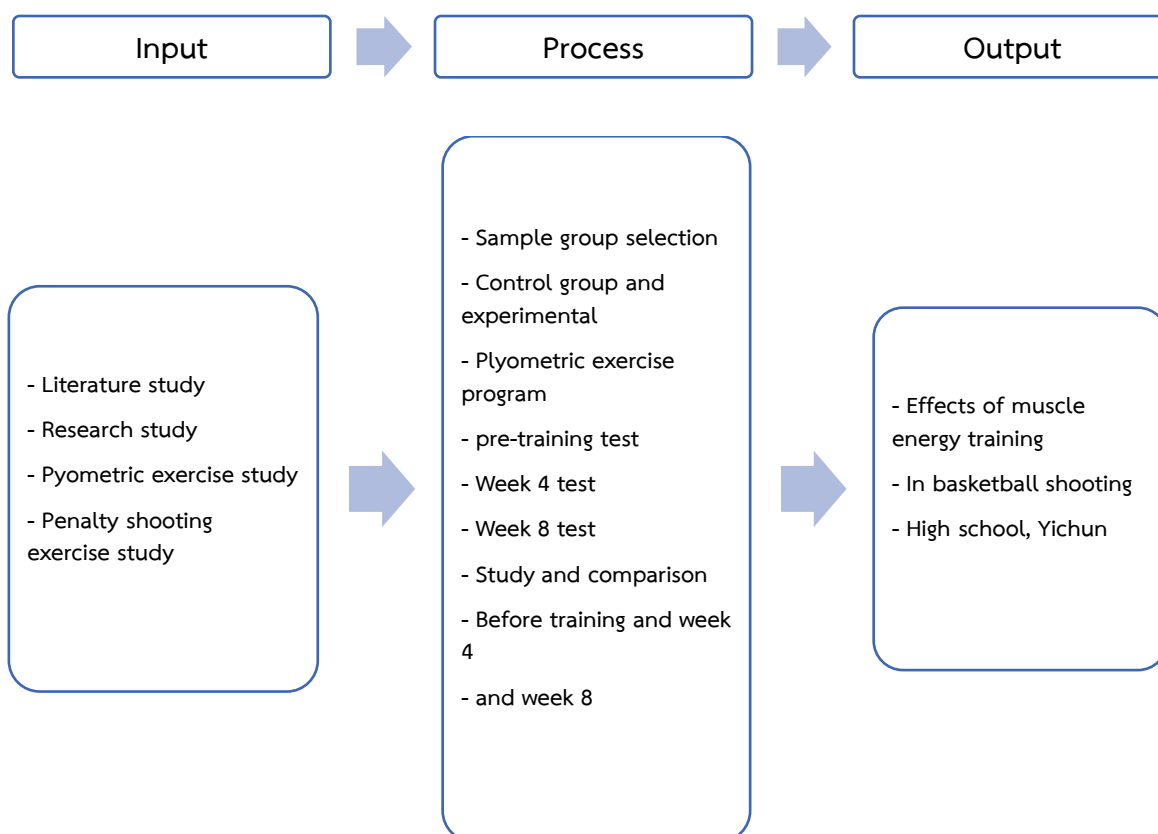 Input
Process
Output
- Literature study
- Research study
- Pyometric exercise study
- Penalty shooting
exercise study
- Sample group selection
- Control group and
experimental
- Plyometric exercise
program
- pre-training test
- Week 4 test
- Week 8 test
- Study and comparison
- Before training and week
4
- and week 8
- Effects of muscle
energy training
- In basketball shooting
- High school, Yichun